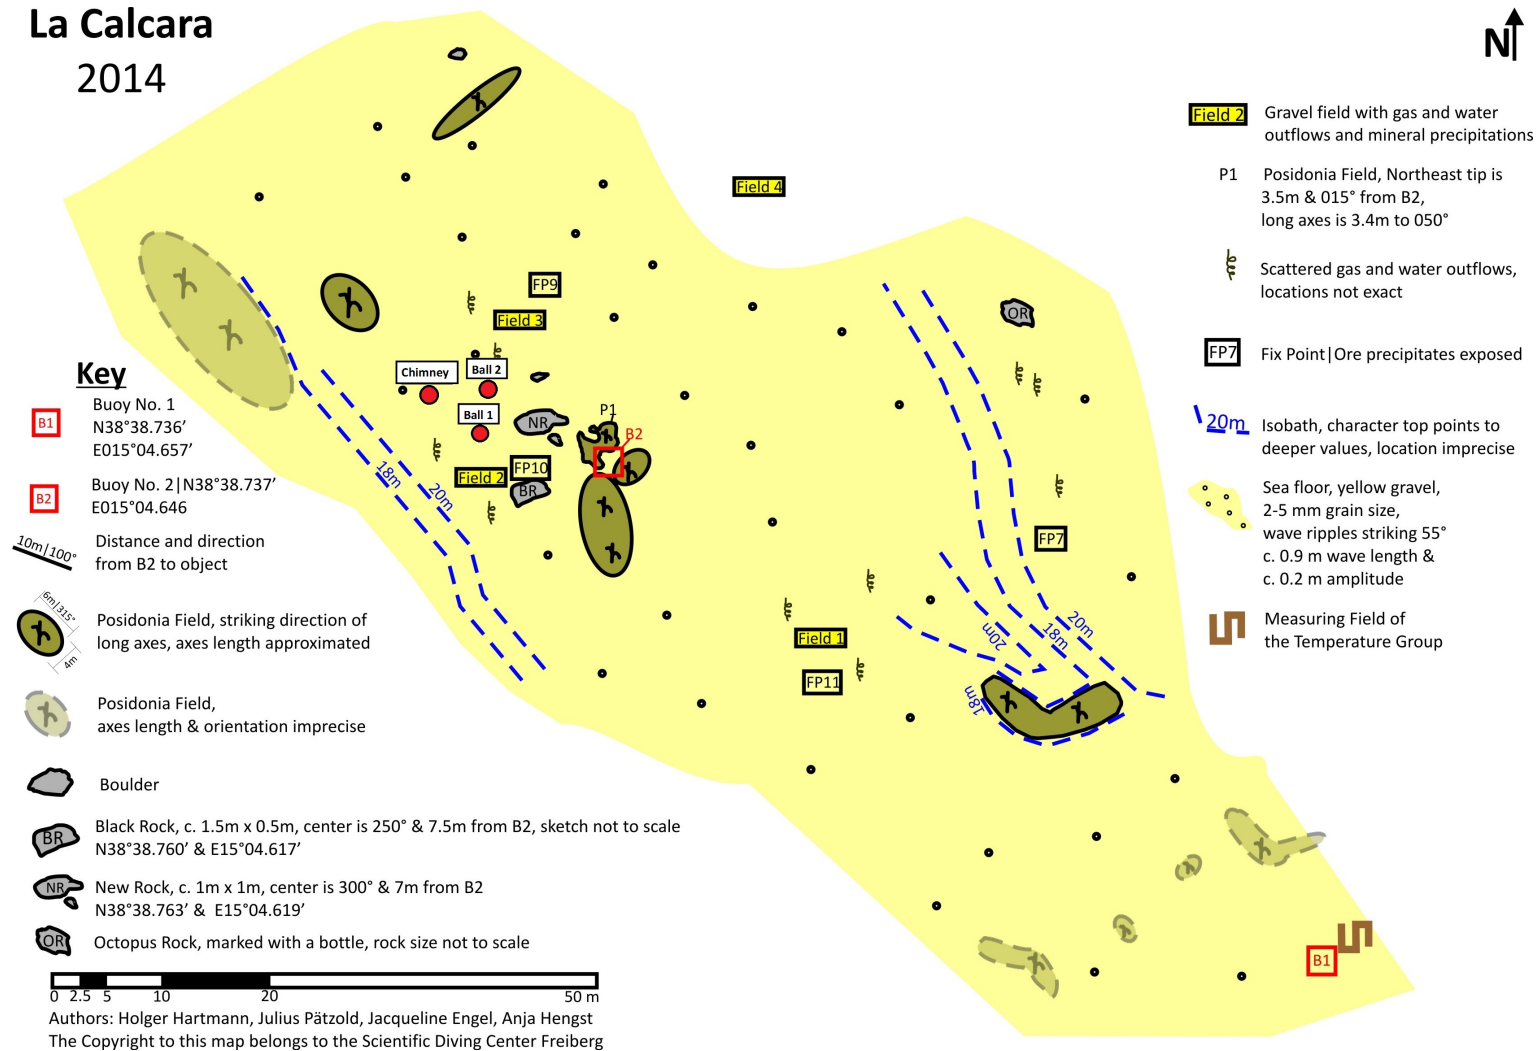 La Calcara
2014
N
Field 4
FP9
Field 3
Chimney
Ball 2
Ball 1
NR
P1
B2
Field 2
FP10
BR
18m
20m
OR
FP7
Field 1
FP11
20m
18m
20m
18m
B1
Key
B1
Buoy No. 1
N38°38.736’
E015°04.657’
B2
Buoy No. 2|N38°38.737’
E015°04.646
10m|100°
Distance and direction
from B2 to object
6m|315°
4m
Posidonia Field, striking direction of
long axes, axes length approximated
Posidonia Field,
axes length & orientation imprecise
Boulder
BR
Black Rock, c. 1.5m x 0.5m, center is 250° & 7.5m from B2, sketch not to scale
N38°38.760’ & E15°04.617’
NR
New Rock, c. 1m x 1m, center is 300° & 7m from B2
N38°38.763’ & E15°04.619’
OR
Octopus Rock, marked with a bottle, rock size not to scale
0 2.5 5 10 20 50 m
Authors: Holger Hartmann, Julius Pätzold, Jacqueline Engel, Anja Hengst
The Copyright to this map belongs to the Scientific Diving Center Freiberg
Field 2
Gravel field with gas and water
outflows and mineral precipitations
P1
Posidonia Field, Northeast tip is
3.5m & 015° from B2,
long axes is 3.4m to 050°
Scattered gas and water outflows,
locations not exact
FP7
Fix Point|Ore precipitates exposed
20m
Isobath, character top points to
deeper values, location imprecise
Sea floor, yellow gravel,
2-5 mm grain size,
wave ripples striking 55°
c. 0.9 m wave length &
c. 0.2 m amplitude
Measuring Field of
the Temperature Group